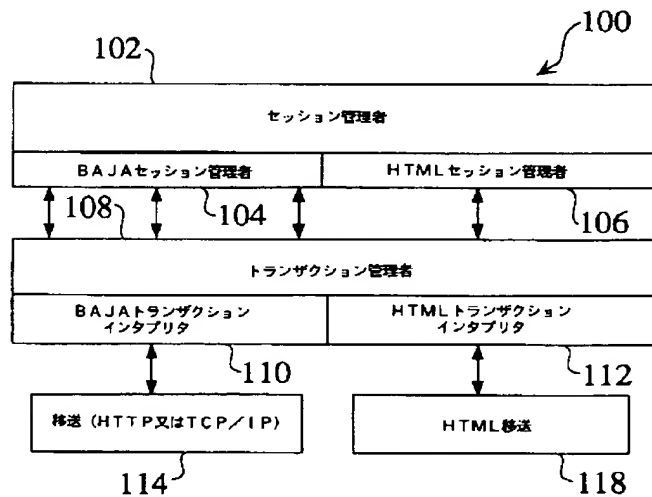 102
100
セッション管理者
BAJAセッション管理者
HTMLセッション管理者
108
104
106
トランザクション管理者
BAJAトランザクション
インタプリタ
HTMLトランザクション
インタプリタ
110
112
移送(HTTP又はTCP/IP)
HTML移送
114
118